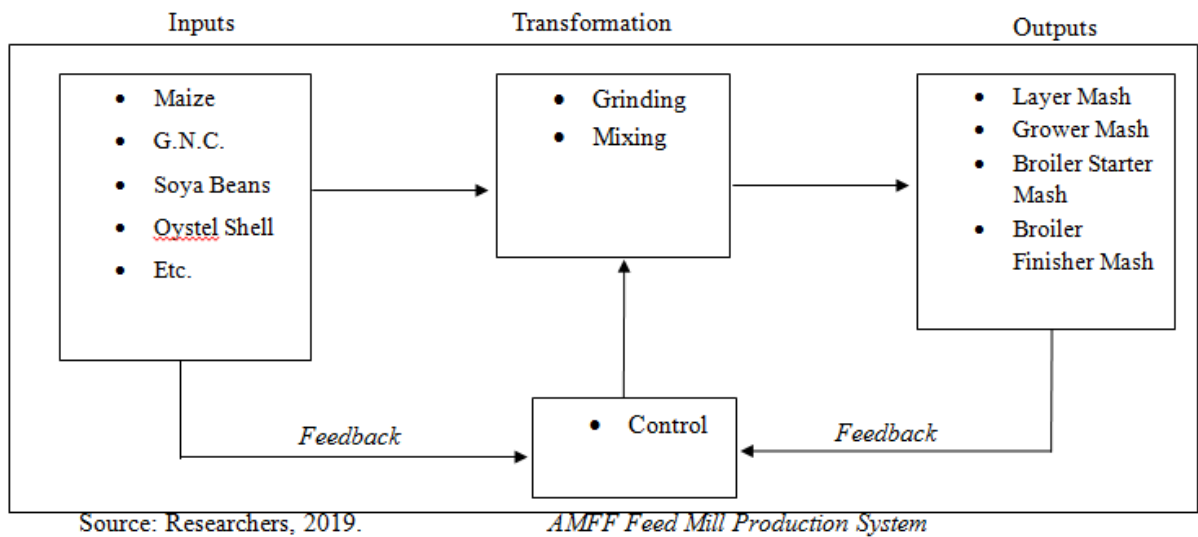 Inputs
Transformation
Outputs
• Maize
• G.N.C.
• Soya Beans
• Oystel Shell
• Etc.
• Grinding
• Mixing
• Layer Mash
• Grower Mash
• Broiler Starter
Mash
• Broiler
Finisher Mash
• Control
Feedback
Feedback
Source: Researchers, 2019.
AMFF Feed Mill Production System